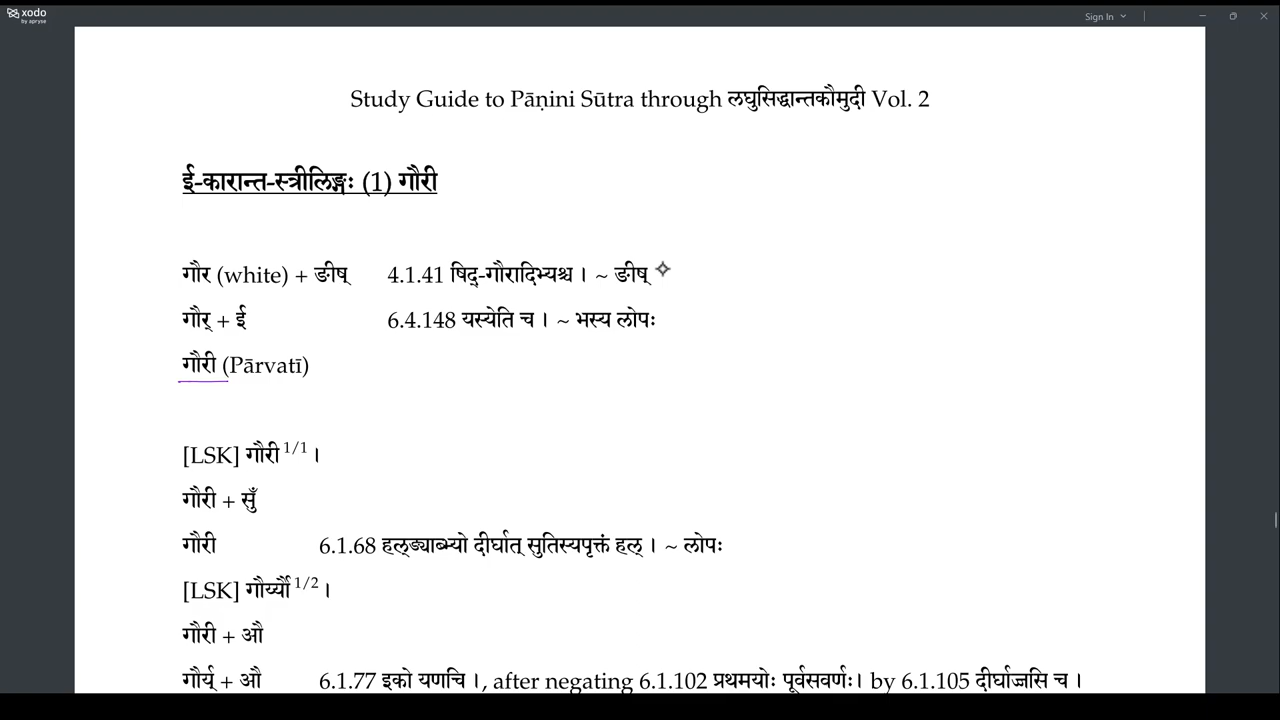 xodo
by apryse
Sign In
Study Guide to Pāṇini Sūtra through लघुसिद्धान्तकौमुदी Vol. 2
ई-कारान्त-स्त्रीलिङ्गः (1) गौरी
गौर (white) + ङीष् 4.1.41 षिद्-गौरादिभ्यश्च । ~ ङीष्
गौर् + ई 6.4.148 यस्येति च । ~ भस्य लोपः
गौरी (Pārvatī)
[LSK] गौरी 1/1 ।
गौरी + सुँ
गौरी 6.1.68 हल्ङ्याब्भ्यो दीर्घात् सुतिस्यपृक्तं हल् । ~ लोपः
[LSK] गौर्य्यौ 1/2 ।
गौरी + औ
गौर्य् + औ 6.1.77 इको यणचि ।, after negating 6.1.102 प्रथमयोः पूर्वसवर्णः। by 6.1.105 दीर्घाज्जसि च ।